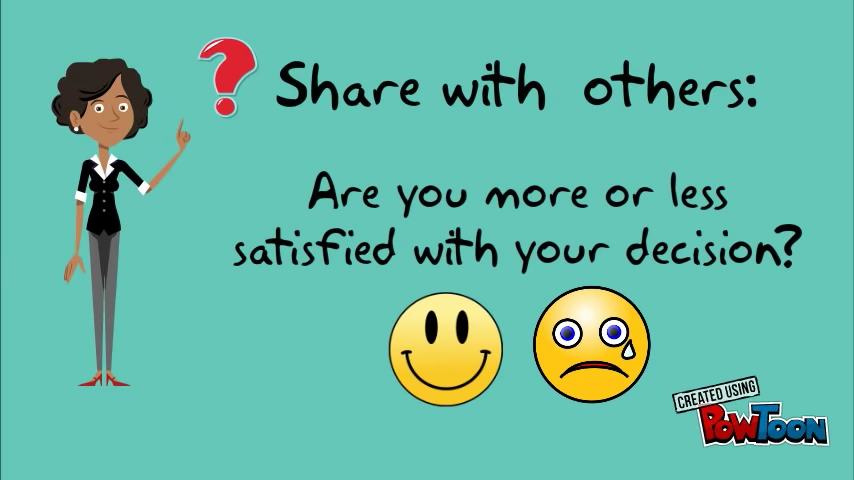 Share with others:
Are you more or less
satisfied with your decision?
CREATED USING
POWTOON